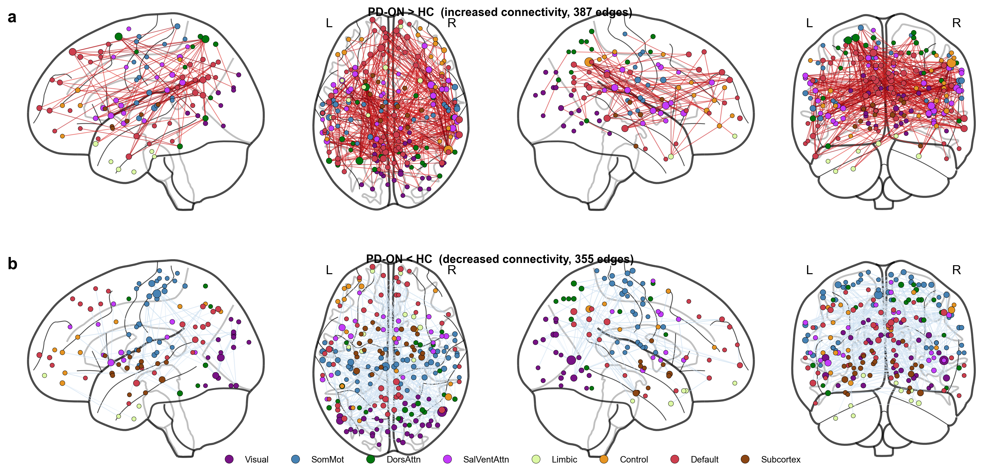 a
PD-ON > HC (increased connectivity, 387 edges)
L R
L R
b
PD-ON < HC (decreased connectivity, 355 edges)
L R
L R
Visual SomMot DorsAttn SalVentAttn Limbic Control Default Subcortex